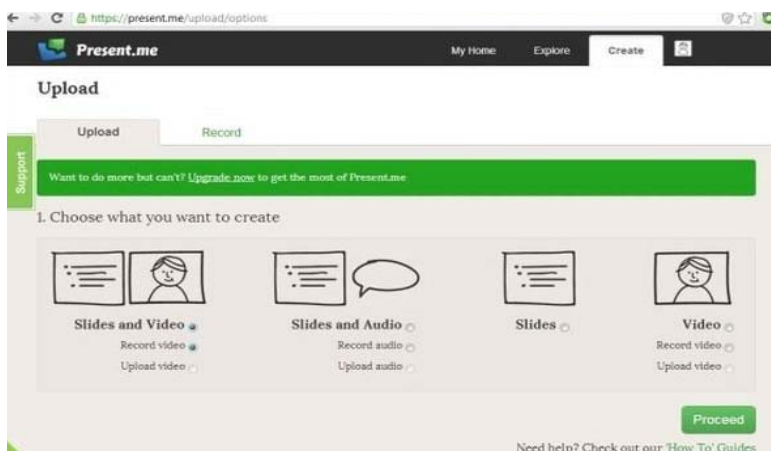 https://present.me/upload/options
Present.me
My Home Explore Create
Upload
Upload Record
Support
Want to do more but can't? Upgrade now to get the most of Present.me
1. Choose what you want to create
Slides and Video Slides and Audio Slides Video
Record video Record audio Record video
Upload video Upload audio Upload video
Proceed
Need help? Check out our 'How To' Guides